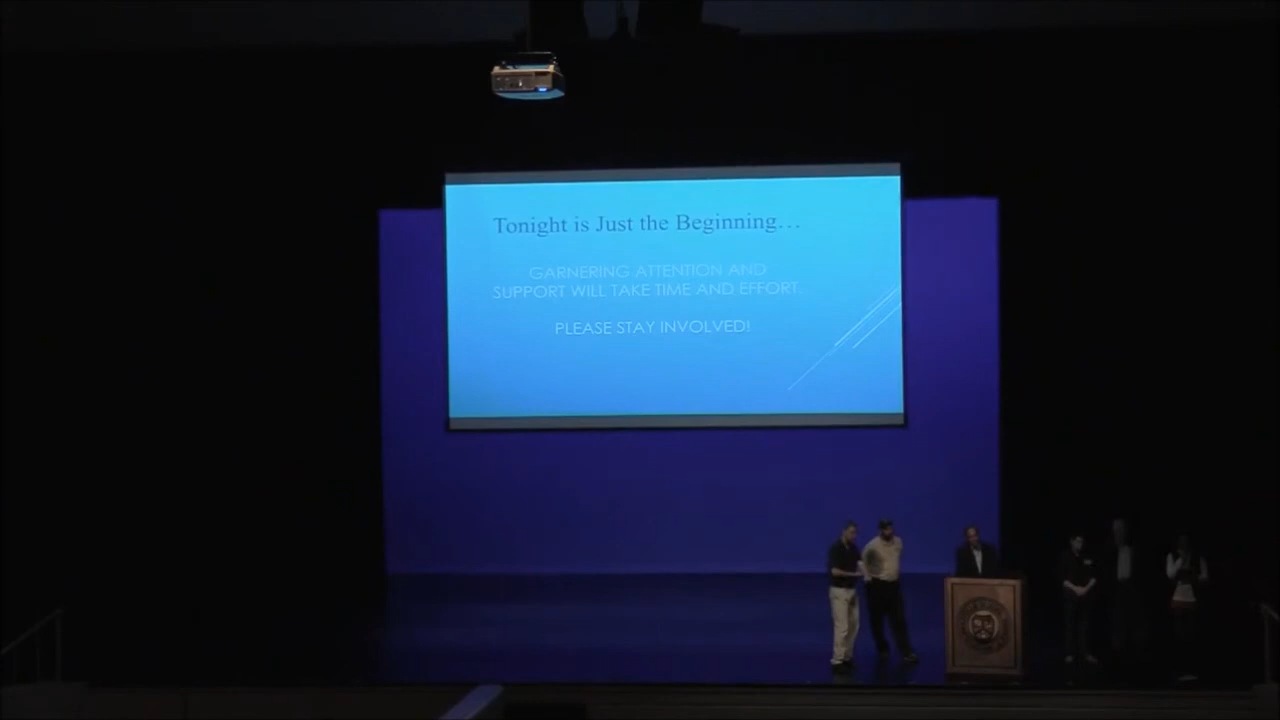 Tonight is Just the Beginning...
GARNERING ATTENTION AND
SUPPORT WILL TAKE TIME AND EFFORT.
PLEASE STAY INVOLVED!